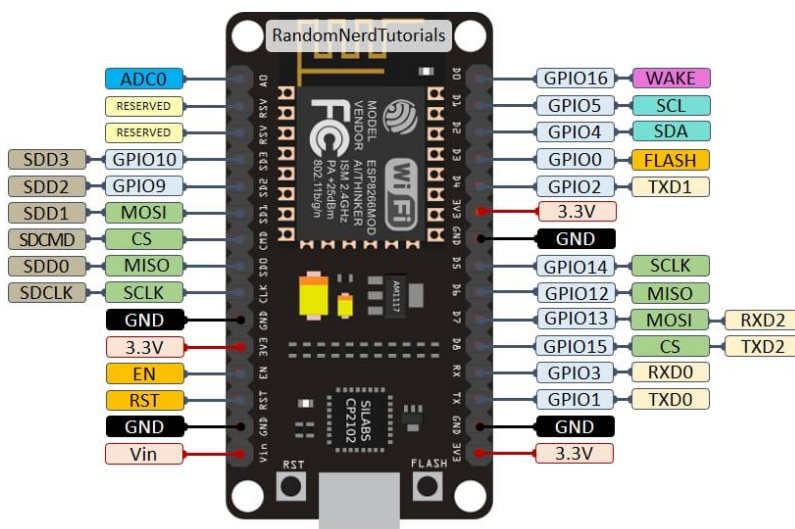 RandomNerdTutorials
ADC0 A0 D0 GPIO16 WAKE
RESERVED RSV D1 GPIO5 SCL
RESERVED RSV D2 GPIO4 SDA
SDD3 GPIO10 SD3 D3 GPIO0 FLASH
SDD2 GPIO9 SD2 D4 GPIO2 TXD1
SDD1 MOSI SD1 3V3 3.3V
SDCMD CS CMD GND GND
SDD0 MISO SD0 D5 GPIO14 SCLK
SDCLK SCLK CLK D6 GPIO12 MISO
GND GND D7 GPIO13 MOSI RXD2
3.3V 3V3 D8 GPIO15 CS TXD2
EN EN RX GPIO3 RXD0
RST RST TX GPIO1 TXD0
GND GND GND GND
Vin Vin 3V3 3.3V
MODEL ESP8266MOD
VENDOR AI/THINKER
ISM 2.4GHz
PA +25dBm
802.11b/g/n
FC
Wi Fi
AM1117
SILABS
CP2102
RST
FLASH